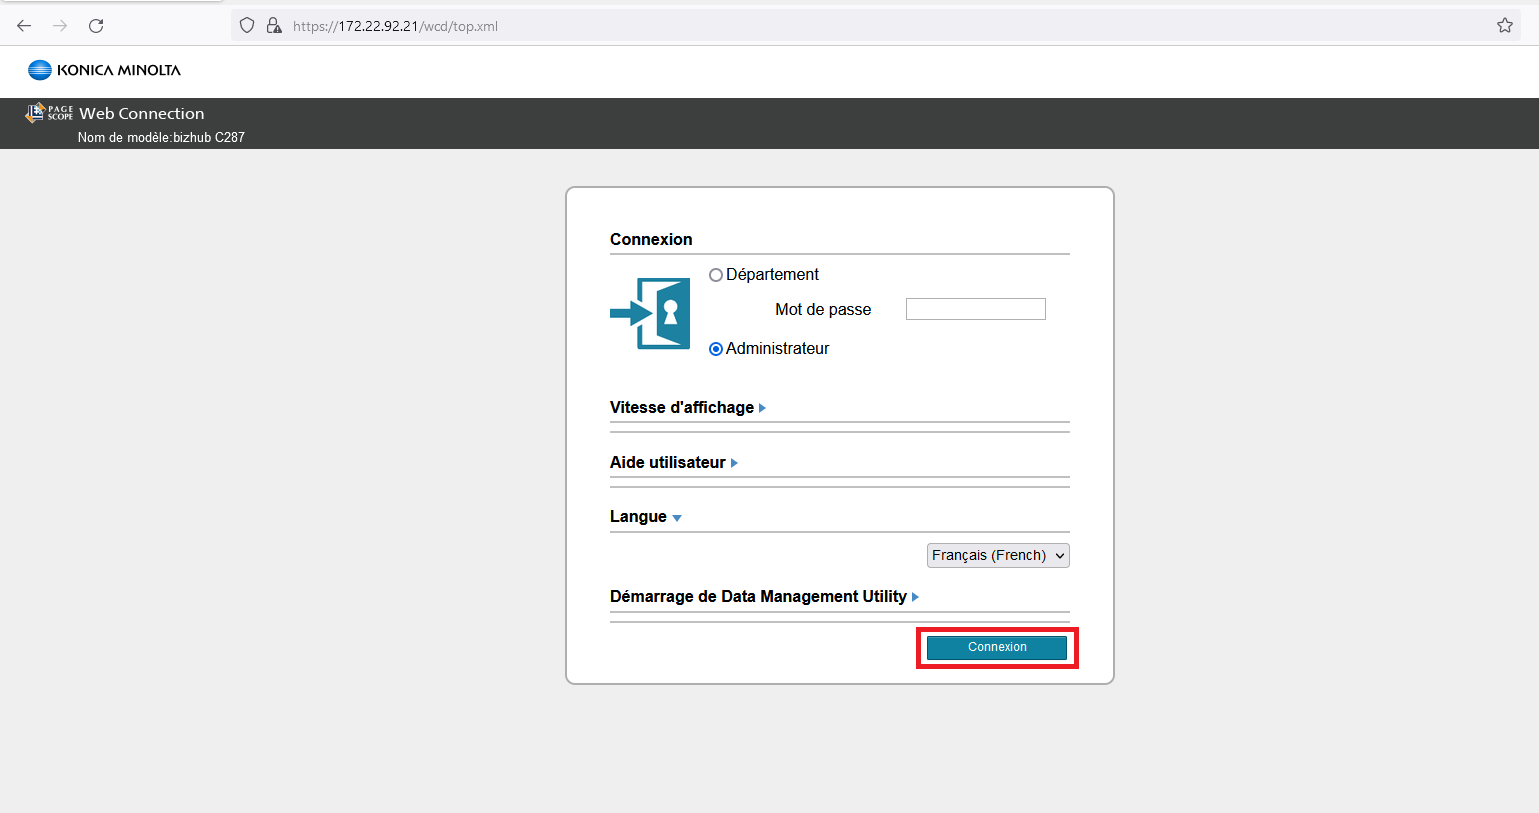 https://172.22.92.21/wcd/top.xml
KONICA MINOLTA
PAGE SCOPE Web Connection
Nom de modèle:bizhub C287
Connexion
Département
Mot de passe
Administrateur
Vitesse d'affichage
Aide utilisateur
Langue
Français (French)
Démarrage de Data Management Utility
Connexion